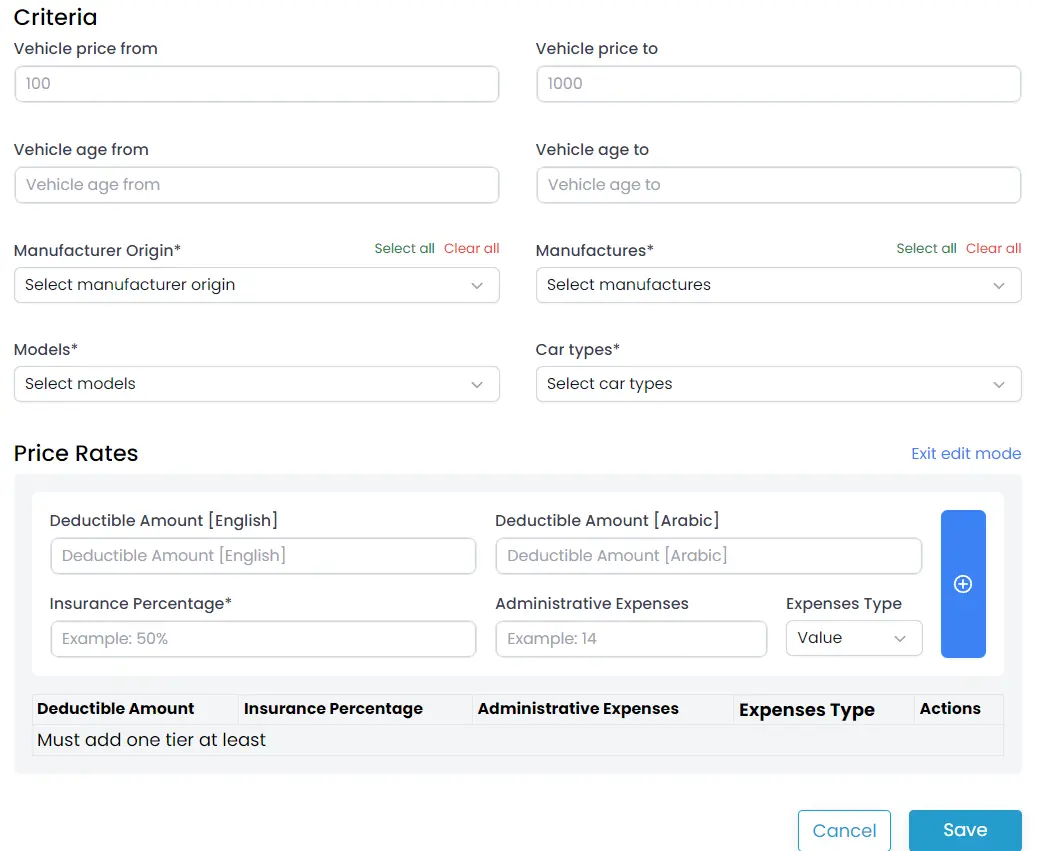 Criteria
Vehicle price from
Vehicle price to
100
1000
Vehicle age from
Vehicle age to
Vehicle age from
Vehicle age to
Manufacturer Origin* Select all Clear all
Manufactures* Select all Clear all
Select manufacturer origin
Select manufactures
Models*
Car types*
Select models
Select car types
Price Rates
Exit edit mode
Deductible Amount [English]
Deductible Amount [Arabic]
Deductible Amount [English]
Deductible Amount [Arabic]
Insurance Percentage*
Administrative Expenses
Expenses Type
Example: 50%
Example: 14
Value
Deductible Amount Insurance Percentage Administrative Expenses Expenses Type Actions
Must add one tier at least
Cancel
Save